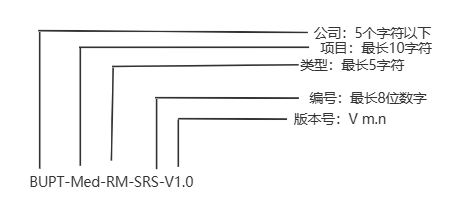 公司：5个字符以下
项目：最长10字符
类型：最长5字符
编号：最长8位数字
版本号：V m.n
BUPT-Med-RM-SRS-V1.0